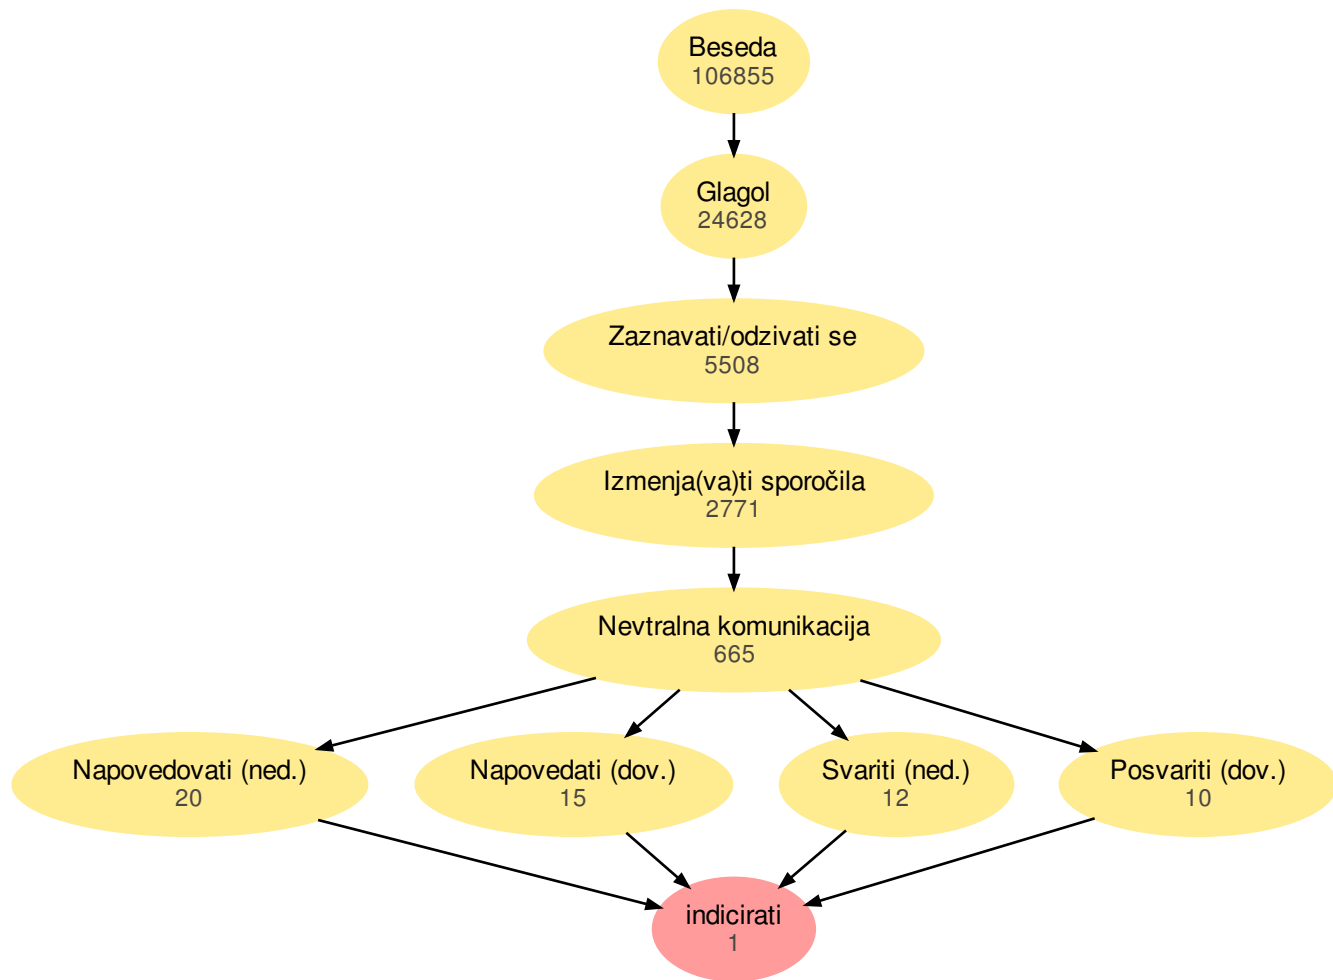 Beseda
106855
Glagol
24628
Zaznavati/odzivati se
5508
Izmenja(va)ti sporočila
2771
Nevtralna komunikacija
665
Napovedovati (ned.)
20
Napovedati (dov.)
15
Svariti (ned.)
12
Posvariti (dov.)
10
indicirati
1